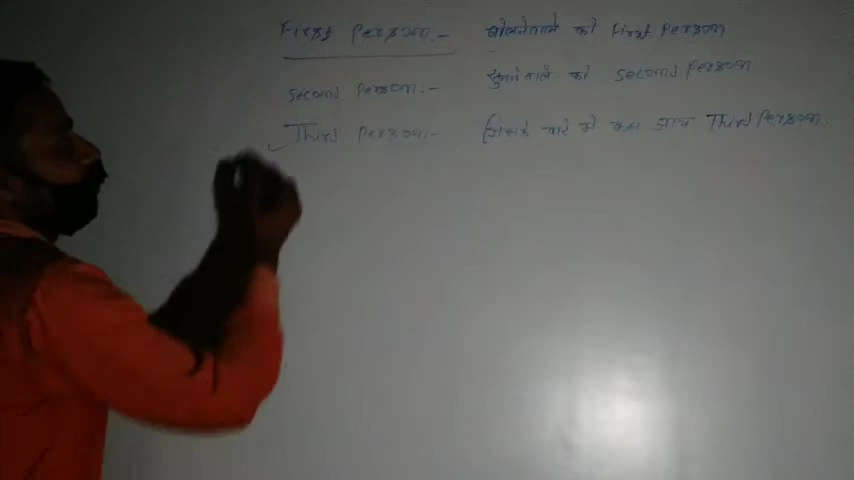 First Person :- बोलनेवाले को First Person
Second Person :- सुनने वाले को Second Person
Third Person - जिसके बारे में कहा जाय Third Person.